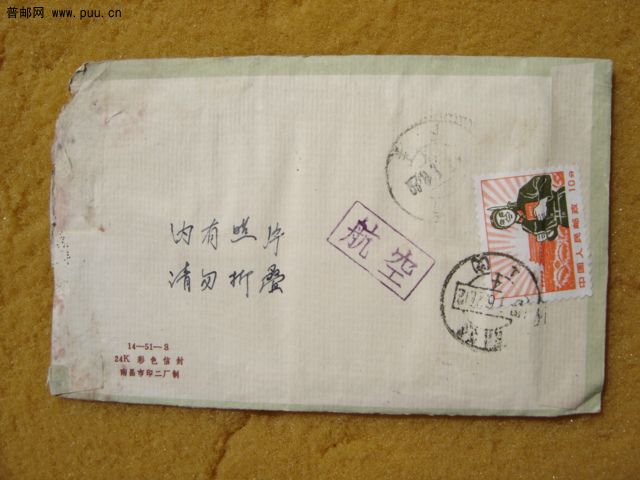 普邮网 www.puu.cn
内有照片
请勿折叠
航空
10分
中国人民邮政
14—51—8
24K 彩色信封
南昌市印二厂制